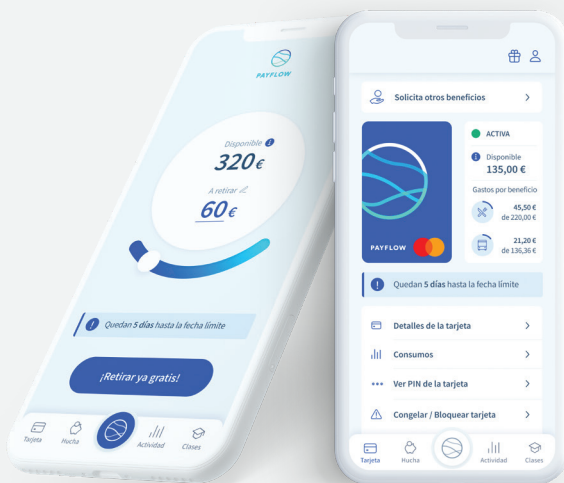 PAYFLOW
Disponible
320 €
A retirar
60 €
Quedan 5 días hasta la fecha límite
¡Retirar ya gratis!
Tarjeta
Hucha
Actividad
Clases
Solicita otros beneficios
ACTIVA
Disponible
135,00 €
Gastos por beneficio
45,50 €
de 220,00 €
21,20 €
de 136,36 €
PAYFLOW
Quedan 5 días hasta la fecha límite
Detalles de la tarjeta
Consumos
Ver PIN de la tarjeta
Congelar / Bloquear tarjeta
Tarjeta
Hucha
Actividad
Clases